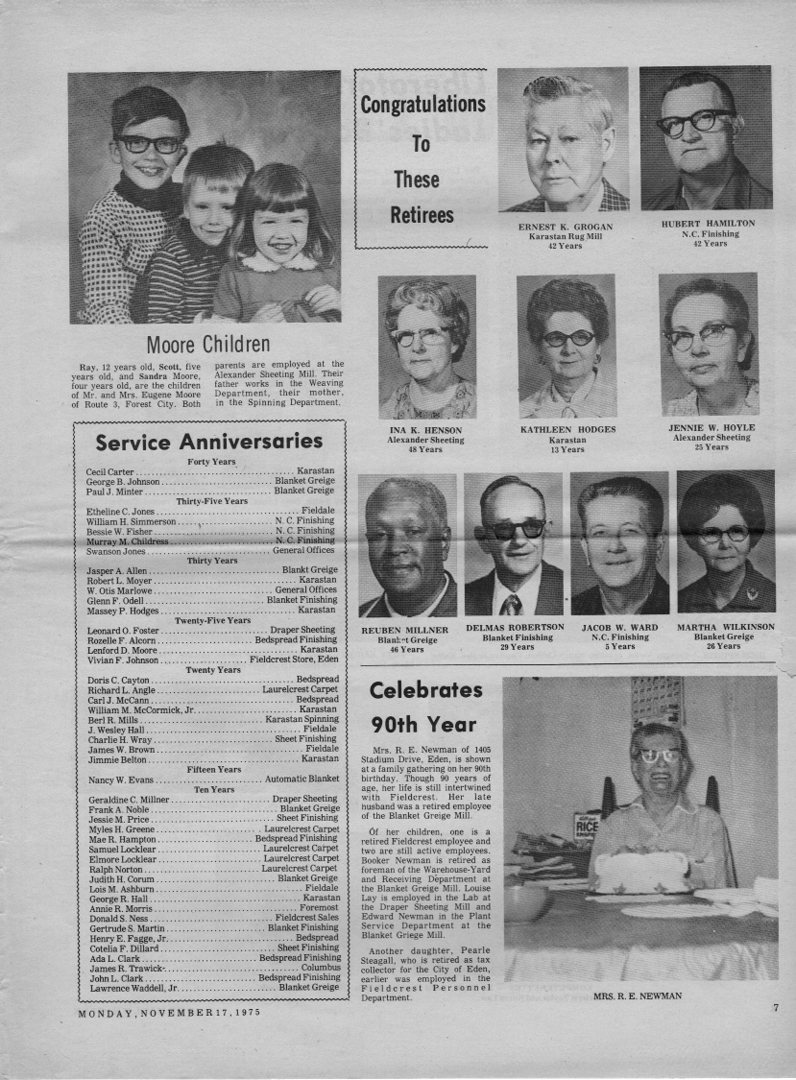 Moore Children
Ray, 12 years old, Scott, five
years old, and Sandra Moore,
four years old, are the children
of Mr. and Mrs. Eugene Moore
of Route 3, Forest City. Both
parents are employed at the
Alexander Sheeting Mill. Their
father works in the Weaving
Department, their mother,
in the Spinning Department.
Congratulations
To
These
Retirees
ERNEST K. GROGAN
Karastan Rug Mill
42 Years
HUBERT HAMILTON
N.C. Finishing
42 Years
INA K. HENSON
Alexander Sheeting
48 Years
KATHLEEN HODGES
Karastan
13 Years
JENNIE W. HOYLE
Alexander Sheeting
25 Years
REUBEN MILLNER
Blanket Greige
46 Years
DELMAS ROBERTSON
Blanket Finishing
29 Years
JACOB W. WARD
N.C. Finishing
5 Years
MARTHA WILKINSON
Blanket Greige
26 Years
Service Anniversaries
Forty Years
Cecil Carter ... Karastan
George B. Johnson ... Blanket Greige
Paul J. Minter ... Blanket Greige
Thirty-Five Years
Etheline C. Jones ... Fieldale
William H. Simmerson ... N. C. Finishing
Bessie W. Fisher ... N. C. Finishing
Murray M. Childress ... N. C. Finishing
Swanson Jones ... General Offices
Thirty Years
Jasper A. Allen ... Blankt Greige
Robert L. Moyer ... Karastan
W. Otis Marlowe ... General Offices
Glenn F. Odell ... Blanket Finishing
Massey P. Hodges ... Karastan
Twenty-Five Years
Leonard O. Foster ... Draper Sheeting
Rozelle F. Alcorn ... Bedspread Finishing
Lenford D. Moore ... Karastan
Vivian F. Johnson ... Fieldcrest Store, Eden
Twenty Years
Doris C. Cayton ... Bedspread
Richard L. Angle ... Laurelcrest Carpet
Carl J. McCann ... Bedspread
William M. McCormick, Jr. ... Karastan
Berl R. Mills ... Karastan Spinning
J. Wesley Hall ... Fieldale
Charlie H. Wray ... Sheet Finishing
James W. Brown ... Fieldale
Jimmie Belton ... Karastan
Fifteen Years
Nancy W. Evans ... Automatic Blanket
Ten Years
Geraldine C. Millner ... Draper Sheeting
Frank A. Noble ... Blanket Greige
Jessie M. Price ... Sheet Finishing
Myles H. Greene ... Laurelcrest Carpet
Mae R. Hampton ... Bedspread Finishing
Samuel Locklear ... Laurelcrest Carpet
Elmore Locklear ... Laurelcrest Carpet
Ralph Norton ... Laurelcrest Carpet
Judith H. Corum ... Blanket Greige
Lois M. Ashburn ... Fieldale
George R. Hall ... Karastan
Annie R. Morris ... Foremost
Donald S. Ness ... Fieldcrest Sales
Gertrude S. Martin ... Blanket Finishing
Henry E. Fagge, Jr. ... Bedspread
Cotelia F. Dillard ... Sheet Finishing
Ada L. Clark ... Bedspread Finishing
James R. Trawick ... Columbus
John L. Clark ... Bedspread Finishing
Lawrence Waddell, Jr. ... Blanket Greige
Celebrates
90th Year
Mrs. R. E. Newman of 1405
Stadium Drive, Eden, is shown
at a family gathering on her 90th
birthday. Though 90 years of
age, her life is still intertwined
with Fieldcrest. Her late
husband was a retired employee
of the Blanket Greige Mill.
Of her children, one is a
retired Fieldcrest employee and
two are still active employees.
Booker Newman is retired as
foreman of the Warehouse-Yard
and Receiving Department at
the Blanket Greige Mill. Louise
Lay is employed in the Lab at
the Draper Sheeting Mill and
Edward Newman in the Plant
Service Department at the
Blanket Griege Mill.
Another daughter, Pearle
Steagall, who is retired as tax
collector for the City of Eden,
earlier was employed in the
Fieldcrest Personnel
Department.
RICE
MRS. R. E. NEWMAN
MONDAY, NOVEMBER 17, 1975
7